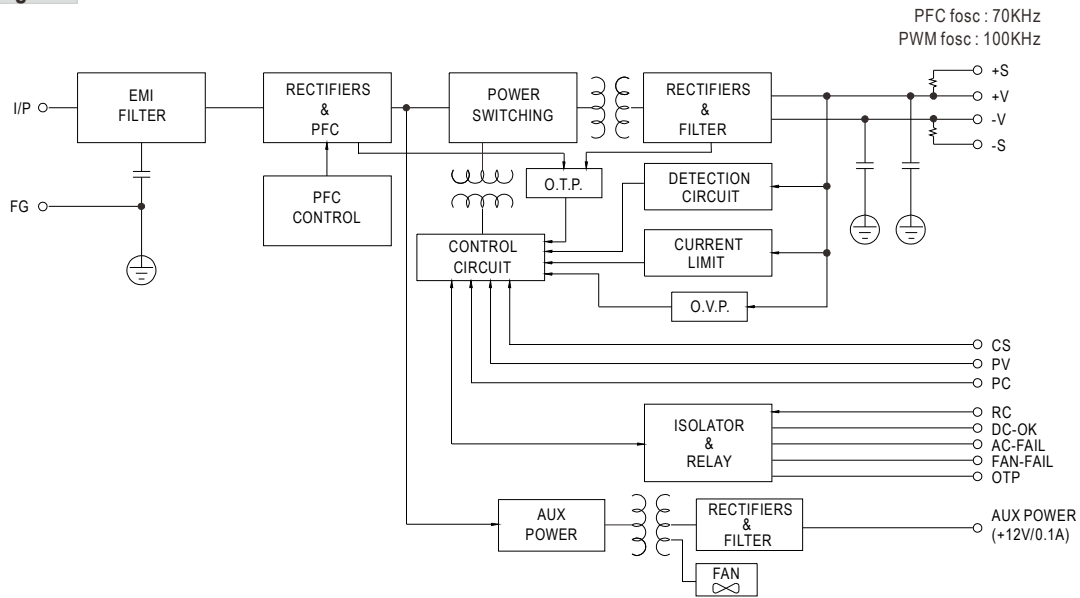 PFC fosc : 70KHz
PWM fosc : 100KHz
I/P
EMI
FILTER
RECTIFIERS
&
PFC
POWER
SWITCHING
RECTIFIERS
&
FILTER
+S
+V
-V
-S
FG
PFC
CONTROL
O.T.P.
DETECTION
CIRCUIT
CONTROL
CIRCUIT
CURRENT
LIMIT
O.V.P.
CS
PV
PC
ISOLATOR
&
RELAY
RC
DC-OK
AC-FAIL
FAN-FAIL
OTP
AUX
POWER
RECTIFIERS
&
FILTER
AUX POWER
(+12V/0.1A)
FAN